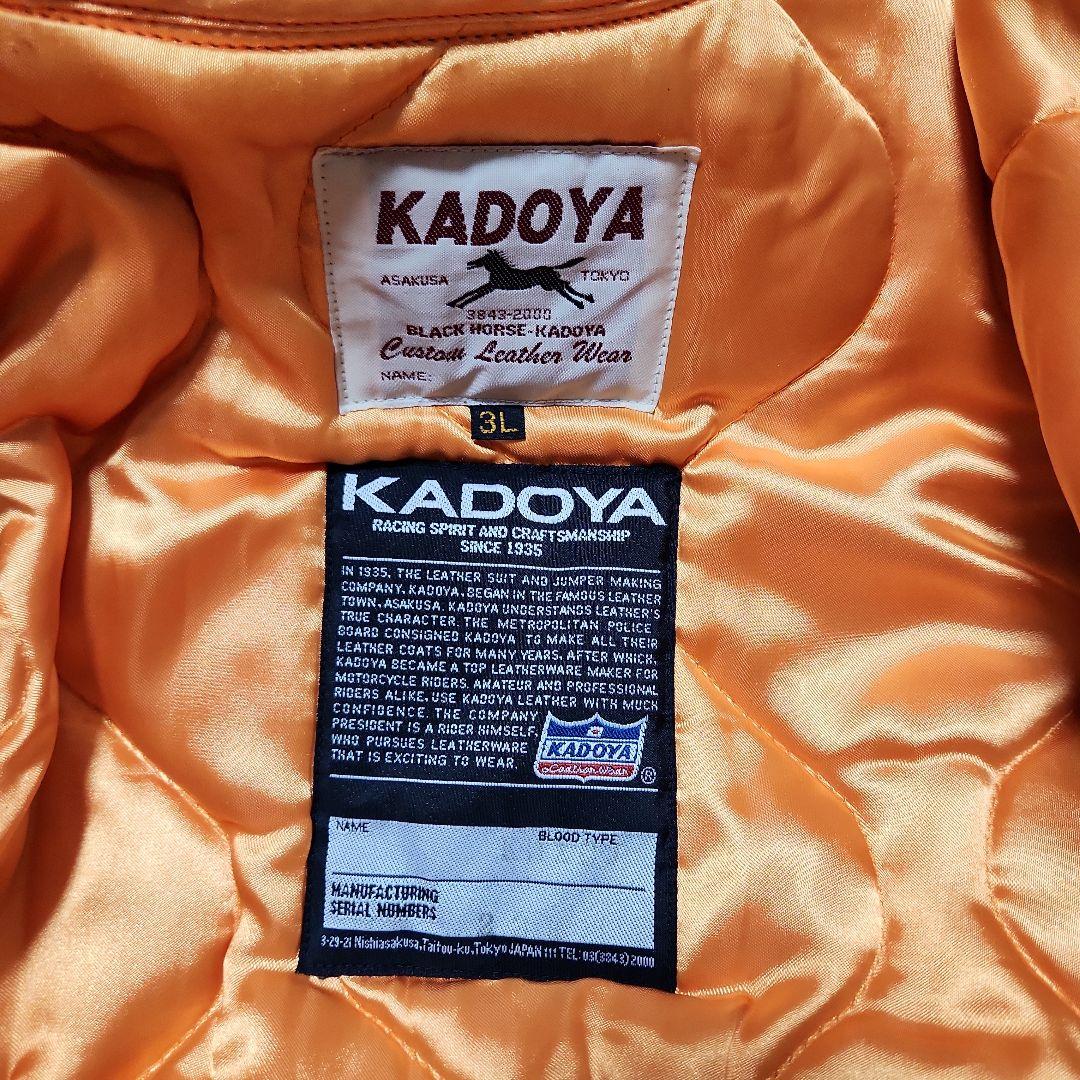 KADOYA
ASAKUSA TOKYO
3843-2000
BLACK HORSE-KADOYA
Custom Leather Wear
NAME:
3L
KADOYA
RACING SPIRIT AND CRAFTSMANSHIP
SINCE 1935
IN 1935, THE LEATHER SUIT AND JUMPER MAKING
COMPANY, KADOYA, BEGAN IN THE FAMOUS LEATHER
TOWN, ASAKUSA. KADOYA UNDERSTANDS LEATHER'S
TRUE CHARACTER. THE METROPOLITAN POLICE
BOARD CONSIGNED KADOYA TO MAKE ALL THEIR
LEATHER COATS FOR MANY YEARS. AFTER WHICK,
KADOYA BECAME A TOP LEATHERWARE MAKER FOR
MOTORCYCLE RIDERS. AMATEUR AND PROFESSIONAL
RIDERS ALIKE, USE KADOYA LEATHER WITH MUCH
CONFIDENCE. THE COMPANY
PRESIDENT IS A RIDER HIMSELF,
WHO PURSUES LEATHERWARE
THAT IS EXCITING TO WEAR.
KADOYA
Leather Wear
®
NAME BLOOD TYPE
MANUFACTURING
SERIAL NUMBERS
3-29-21 Nishiasakusa,Taitou-ku,Tokyo JAPAN 111 TEL: 03(3843) 2000